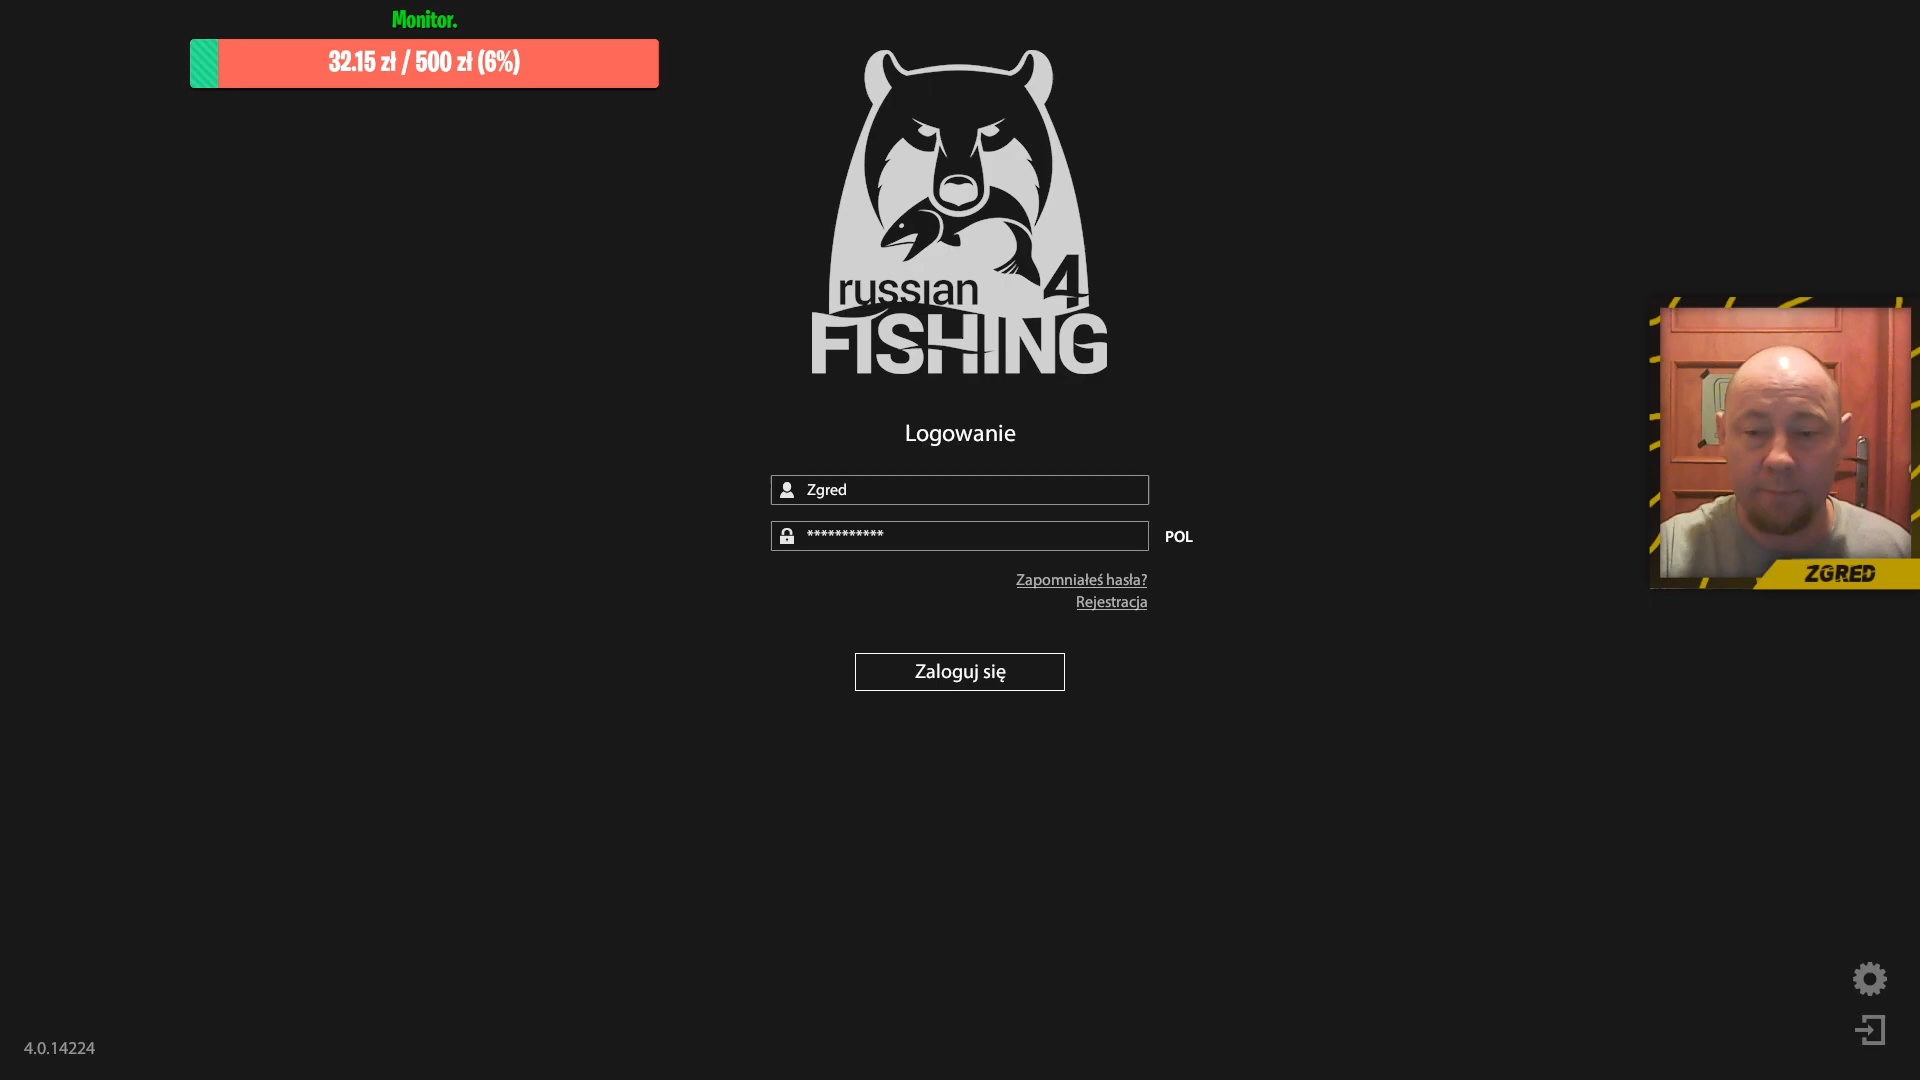 Monitor.
32.15 zł / 500 zł (6%)
russian 4
FISHING
Logowanie
Zgred
***********
POL
Zapomniałeś hasła?
Rejestracja
Zaloguj się
ZGRED
4.0.14224